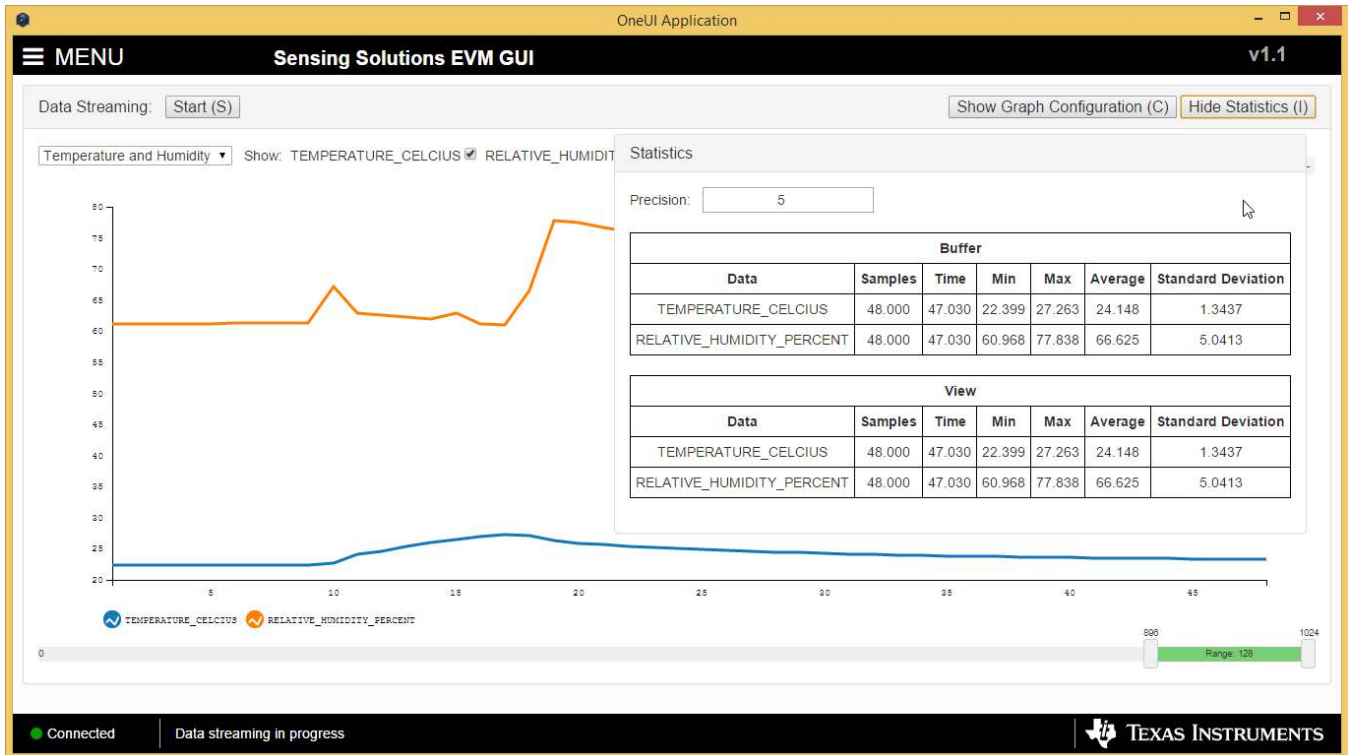 OneUI Application
MENU Sensing Solutions EVM GUI v1.1
Data Streaming: Start (S) Show Graph Configuration (C) Hide Statistics (I)
Temperature and Humidity Show: TEMPERATURE_CELCIUS RELATIVE_HUMIDIT
Statistics
Precision: 5
Buffer
Data Samples Time Min Max Average Standard Deviation
TEMPERATURE_CELCIUS 48.000 47.030 22.399 27.263 24.148 1.3437
RELATIVE_HUMIDITY_PERCENT 48.000 47.030 60.968 77.838 66.625 5.0413
View
Data Samples Time Min Max Average Standard Deviation
TEMPERATURE_CELCIUS 48.000 47.030 22.399 27.263 24.148 1.3437
RELATIVE_HUMIDITY_PERCENT 48.000 47.030 60.968 77.838 66.625 5.0413
80
75
70
65
60
55
50
45
40
35
30
25
20
5 10 15 20 25 30 35 40 45
TEMPERATURE_CELCIUS RELATIVE_HUMIDITY_PERCENT
896 1024
0 Range: 128
Connected Data streaming in progress TEXAS INSTRUMENTS